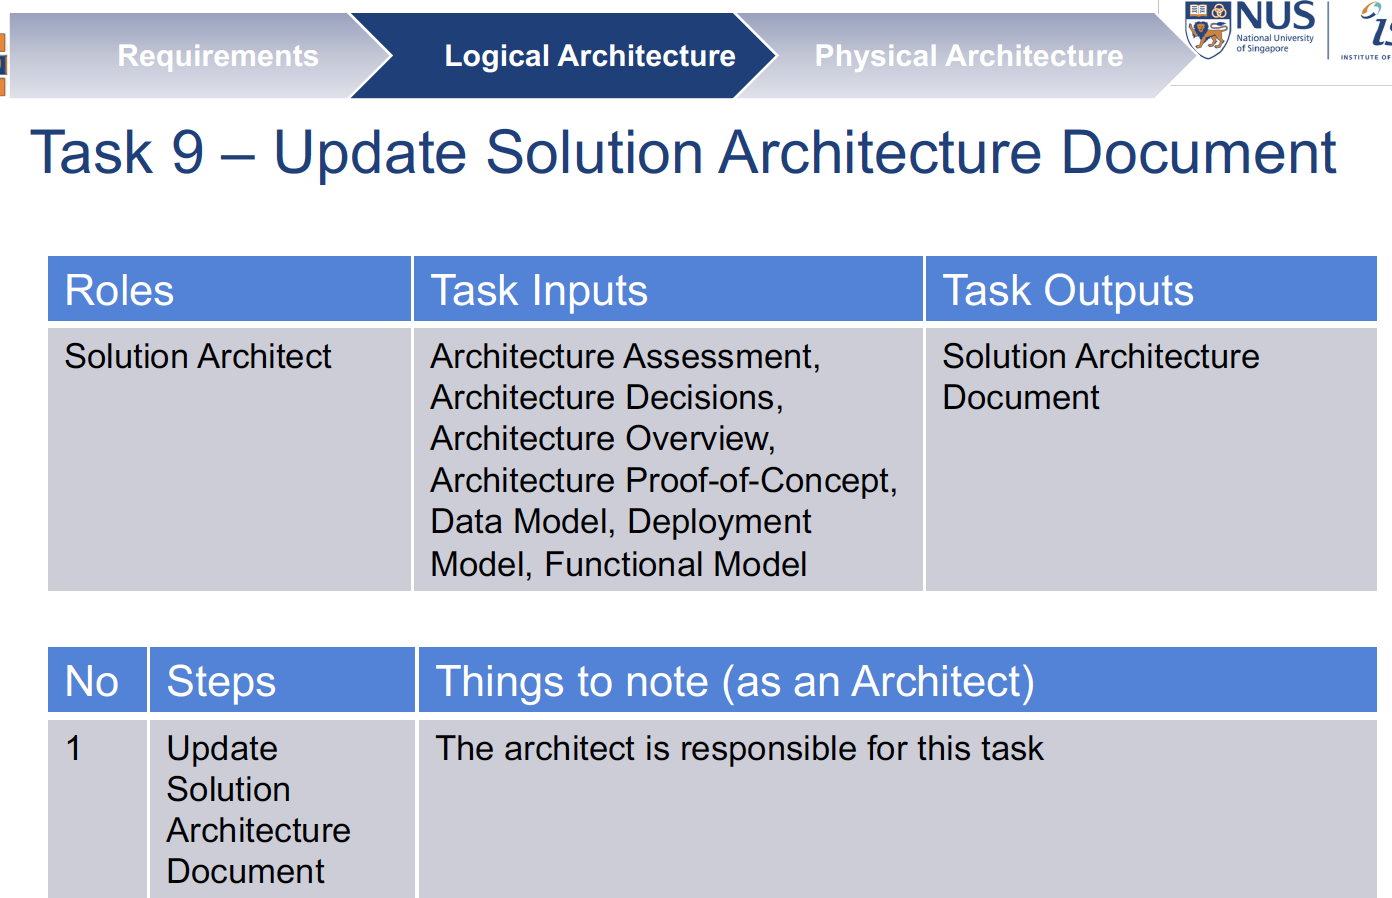 Requirements
Logical Architecture
Physical Architecture
NUS
National University
of Singapore
INSTITUTE OF
Task 9 – Update Solution Architecture Document
Roles
Task Inputs
Task Outputs
Solution Architect
Architecture Assessment,
Architecture Decisions,
Architecture Overview,
Architecture Proof-of-Concept,
Data Model, Deployment
Model, Functional Model
Solution Architecture
Document
No
Steps
Things to note (as an Architect)
1
Update
Solution
Architecture
Document
The architect is responsible for this task